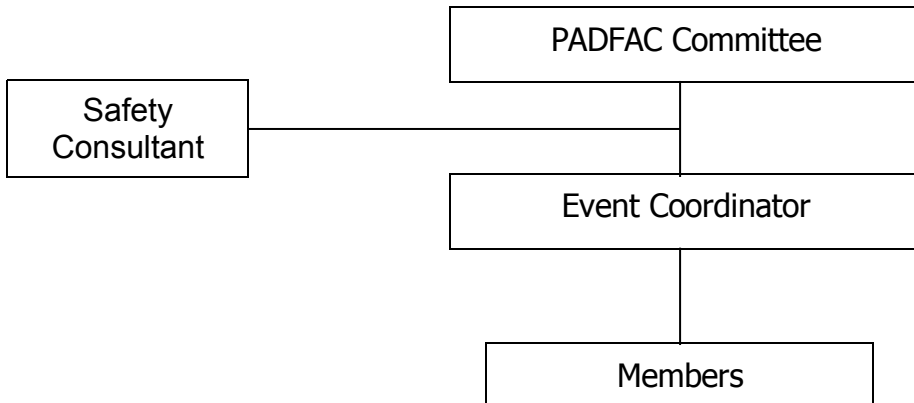 PADFAC Committee
Safety
Consultant
Event Coordinator
Members